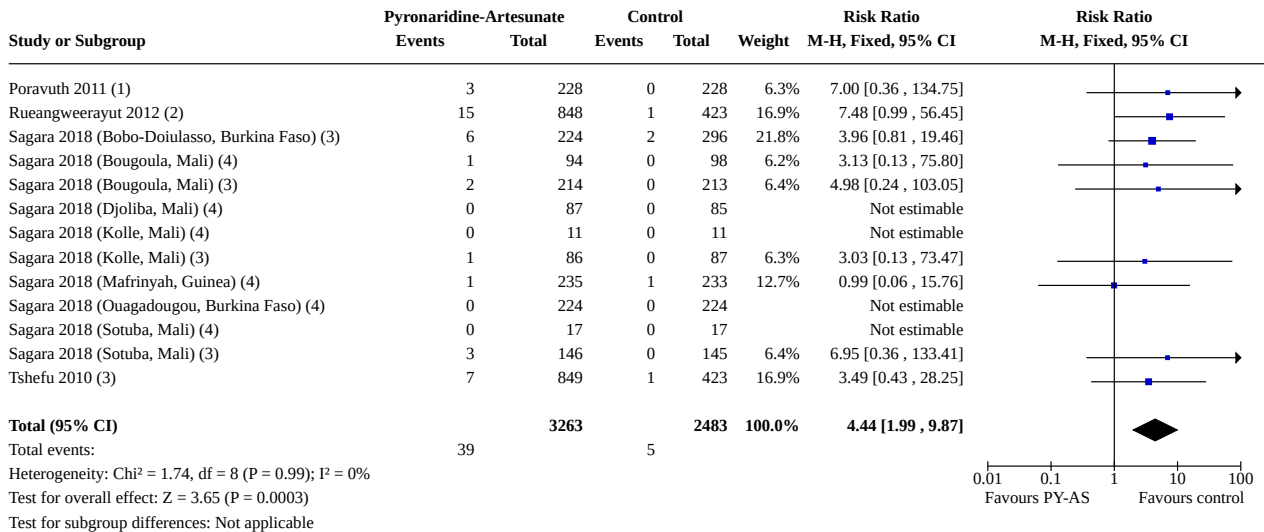 Pyronaridine-Artesunate Control Risk Ratio Risk Ratio
Study or Subgroup Events Total Events Total Weight M-H, Fixed, 95% CI M-H, Fixed, 95% CI
Poravuth 2011 (1) 3 228 0 228 6.3% 7.00 [0.36 , 134.75]
Rueangweerayut 2012 (2) 15 848 1 423 16.9% 7.48 [0.99 , 56.45]
Sagara 2018 (Bobo-Doiulasso, Burkina Faso) (3) 6 224 2 296 21.8% 3.96 [0.81 , 19.46]
Sagara 2018 (Bougoula, Mali) (4) 1 94 0 98 6.2% 3.13 [0.13 , 75.80]
Sagara 2018 (Bougoula, Mali) (3) 2 214 0 213 6.4% 4.98 [0.24 , 103.05]
Sagara 2018 (Djoliba, Mali) (4) 0 87 0 85 Not estimable
Sagara 2018 (Kolle, Mali) (4) 0 11 0 11 Not estimable
Sagara 2018 (Kolle, Mali) (3) 1 86 0 87 6.3% 3.03 [0.13 , 73.47]
Sagara 2018 (Mafrinyah, Guinea) (4) 1 235 1 233 12.7% 0.99 [0.06 , 15.76]
Sagara 2018 (Ouagadougou, Burkina Faso) (4) 0 224 0 224 Not estimable
Sagara 2018 (Sotuba, Mali) (4) 0 17 0 17 Not estimable
Sagara 2018 (Sotuba, Mali) (3) 3 146 0 145 6.4% 6.95 [0.36 , 133.41]
Tshefu 2010 (3) 7 849 1 423 16.9% 3.49 [0.43 , 28.25]
Total (95% CI) 3263 2483 100.0% 4.44 [1.99 , 9.87]
Total events: 39 5
Heterogeneity: Chi² = 1.74, df = 8 (P = 0.99); I² = 0%
Test for overall effect: Z = 3.65 (P = 0.0003)
Test for subgroup differences: Not applicable
0.01 0.1 1 10 100
Favours PY-AS Favours control